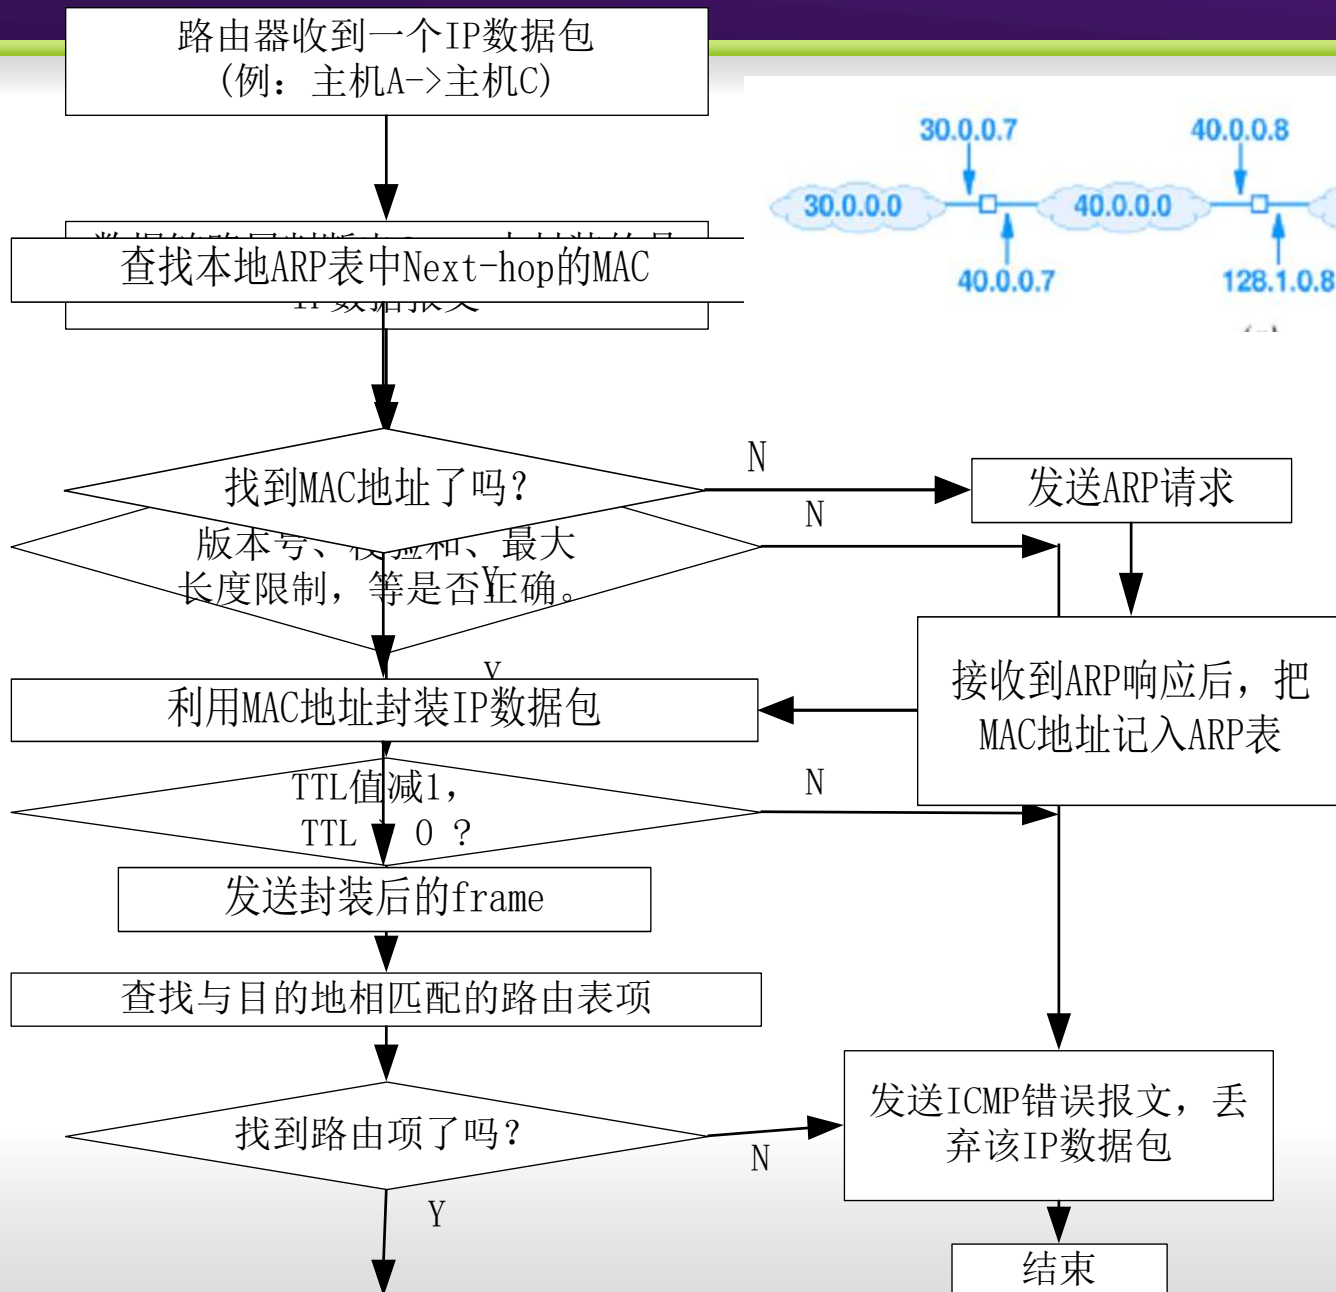 路由器收到一个IP数据包
(例：主机A->主机C)
30.0.0.7
40.0.0.8
30.0.0.0
40.0.0.0
40.0.0.7
128.1.0.8
查找本地ARP表中Next-hop的MAC
IP数据报文
找到MAC地址了吗？
N
发送ARP请求
N
版本号、校验和、最大
长度限制，等是否正确。
Y
Y
利用MAC地址封装IP数据包
接收到ARP响应后，把
MAC地址记入ARP表
TTL值减1，
TTL 0 ?
N
发送封装后的frame
查找与目的地相匹配的路由表项
找到路由项了吗？
N
Y
发送ICMP错误报文，丢
弃该IP数据包
结束